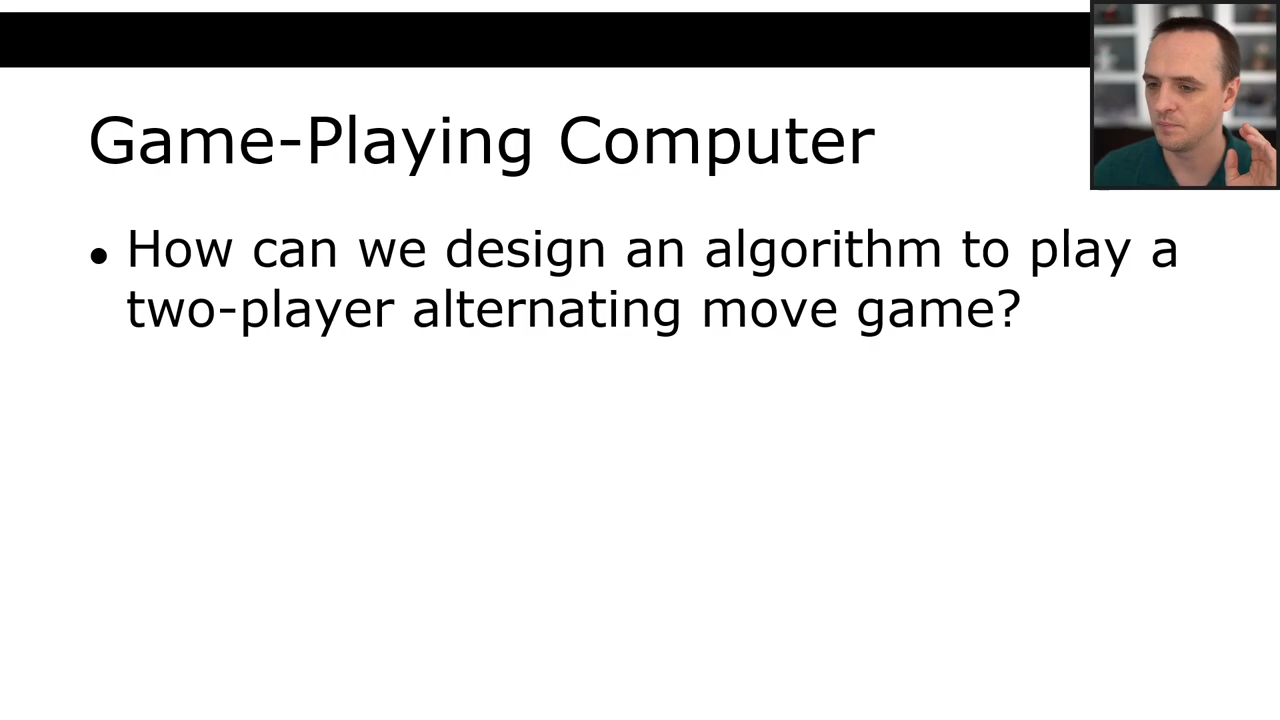 Game-Playing Computer
• How can we design an algorithm to play a
two-player alternating move game?